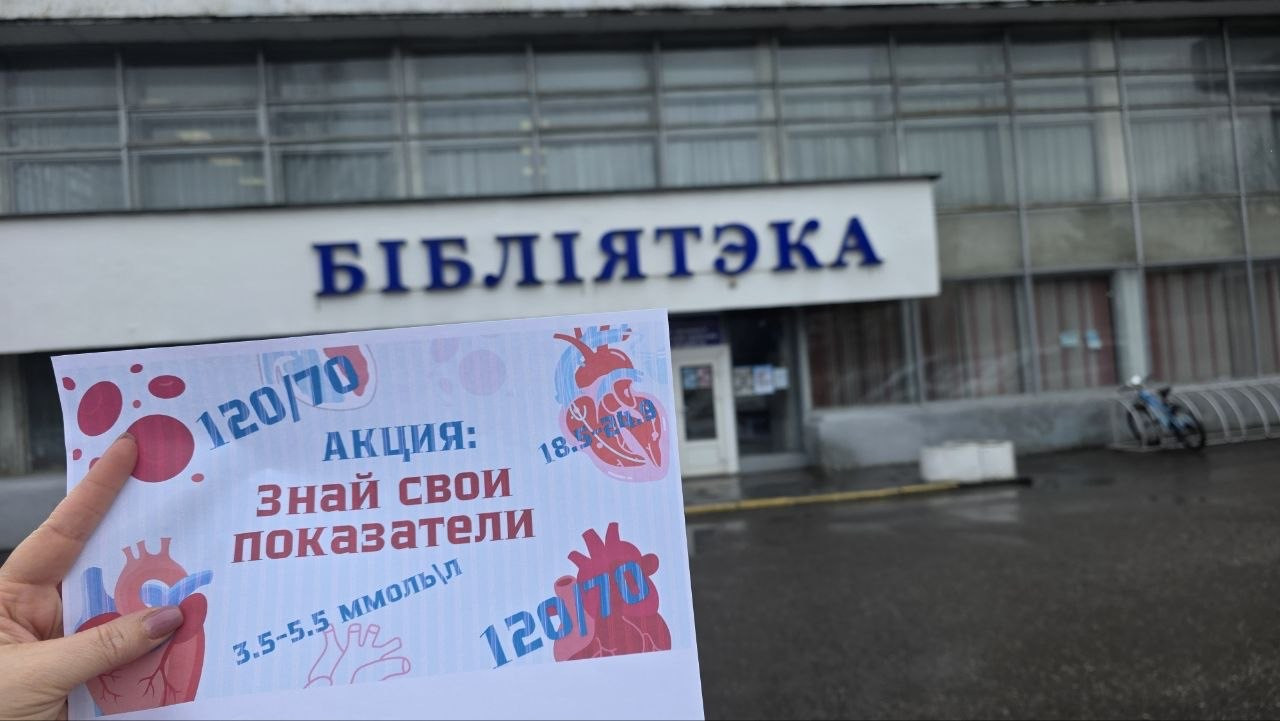 БІБЛІЯТЭКА
120/70
АКЦИЯ:
18.5-24.9
Знай свои
показатели
3.5-5.5 ммоль\л
120/70